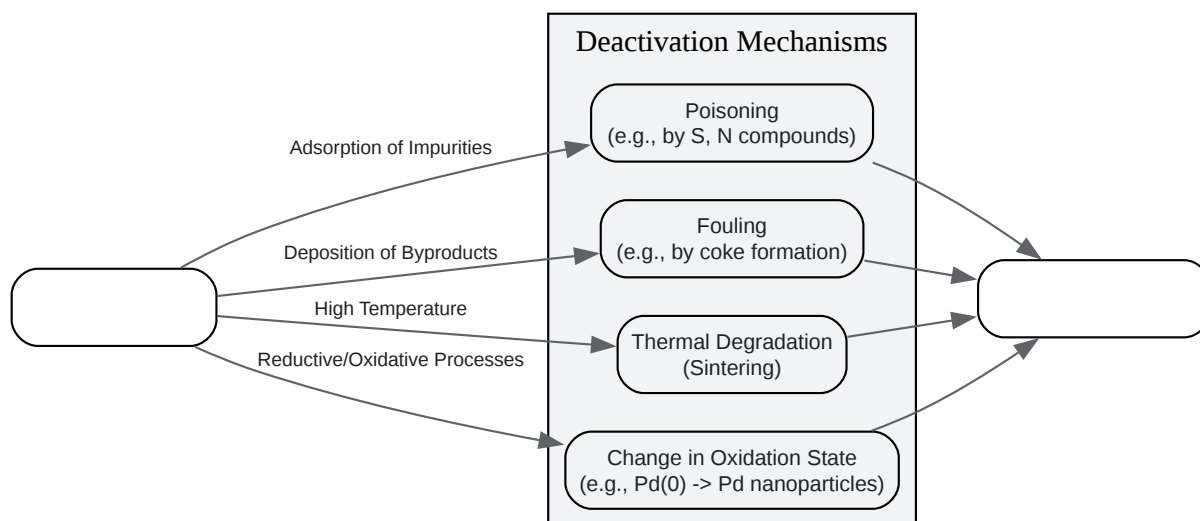 Deactivation Mechanisms
Poisoning
(e.g., by S, N compounds)
Adsorption of Impurities
Fouling
(e.g., by coke formation)
Deposition of Byproducts
High Temperature
Thermal Degradation
(Sintering)
Reductive/Oxidative Processes
Change in Oxidation State
(e.g., Pd(0) -> Pd nanoparticles)